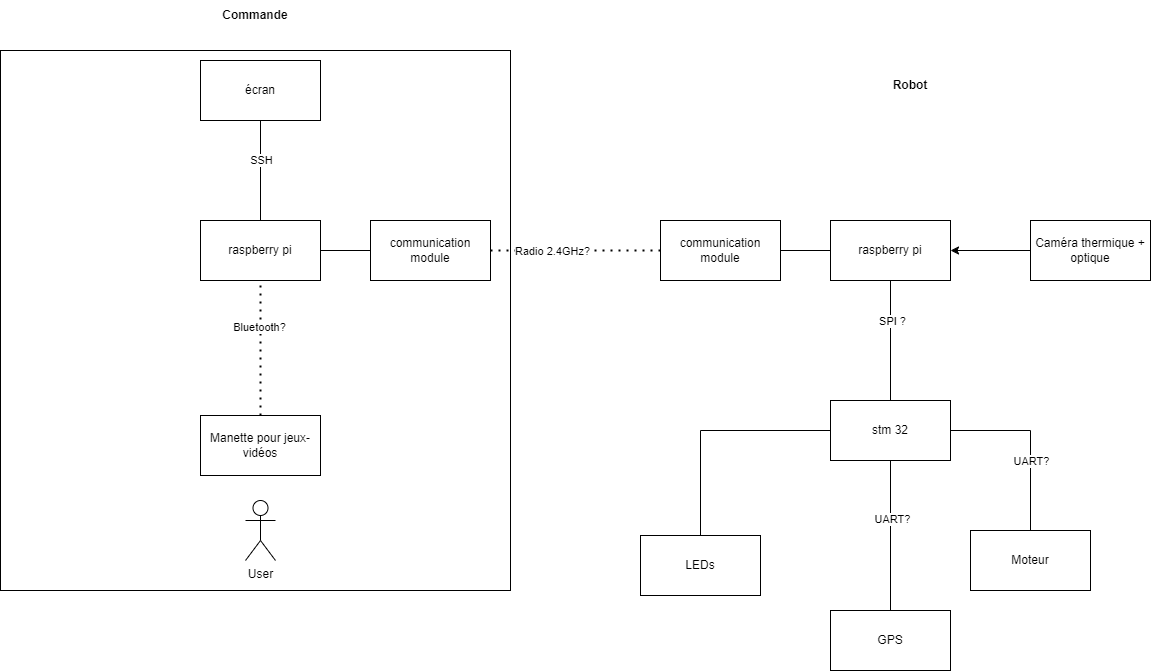 Commande
Robot
écran
SSH
raspberry pi
communication
module
Radio 2.4GHz?
communication
module
raspberry pi
Caméra thermique +
optique
Bluetooth?
SPI ?
Manette pour jeux-
vidéos
stm 32
UART?
UART?
User
LEDs
Moteur
GPS